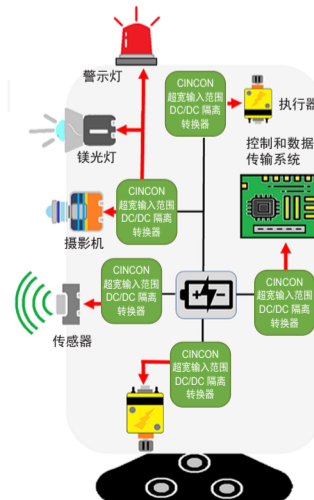 警示灯
CINCON
超宽输入范围
DC/DC 隔离
转换器
执行器
镁光灯
控制和数据
传输系统
CINCON
超宽输入范围
DC/DC 隔离
转换器
摄影机
CINCON
超宽输入范围
DC/DC 隔离
转换器
CINCON
超宽输入范围
DC/DC 隔离
转换器
传感器
CINCON
超宽输入范围
DC/DC 隔离
转换器